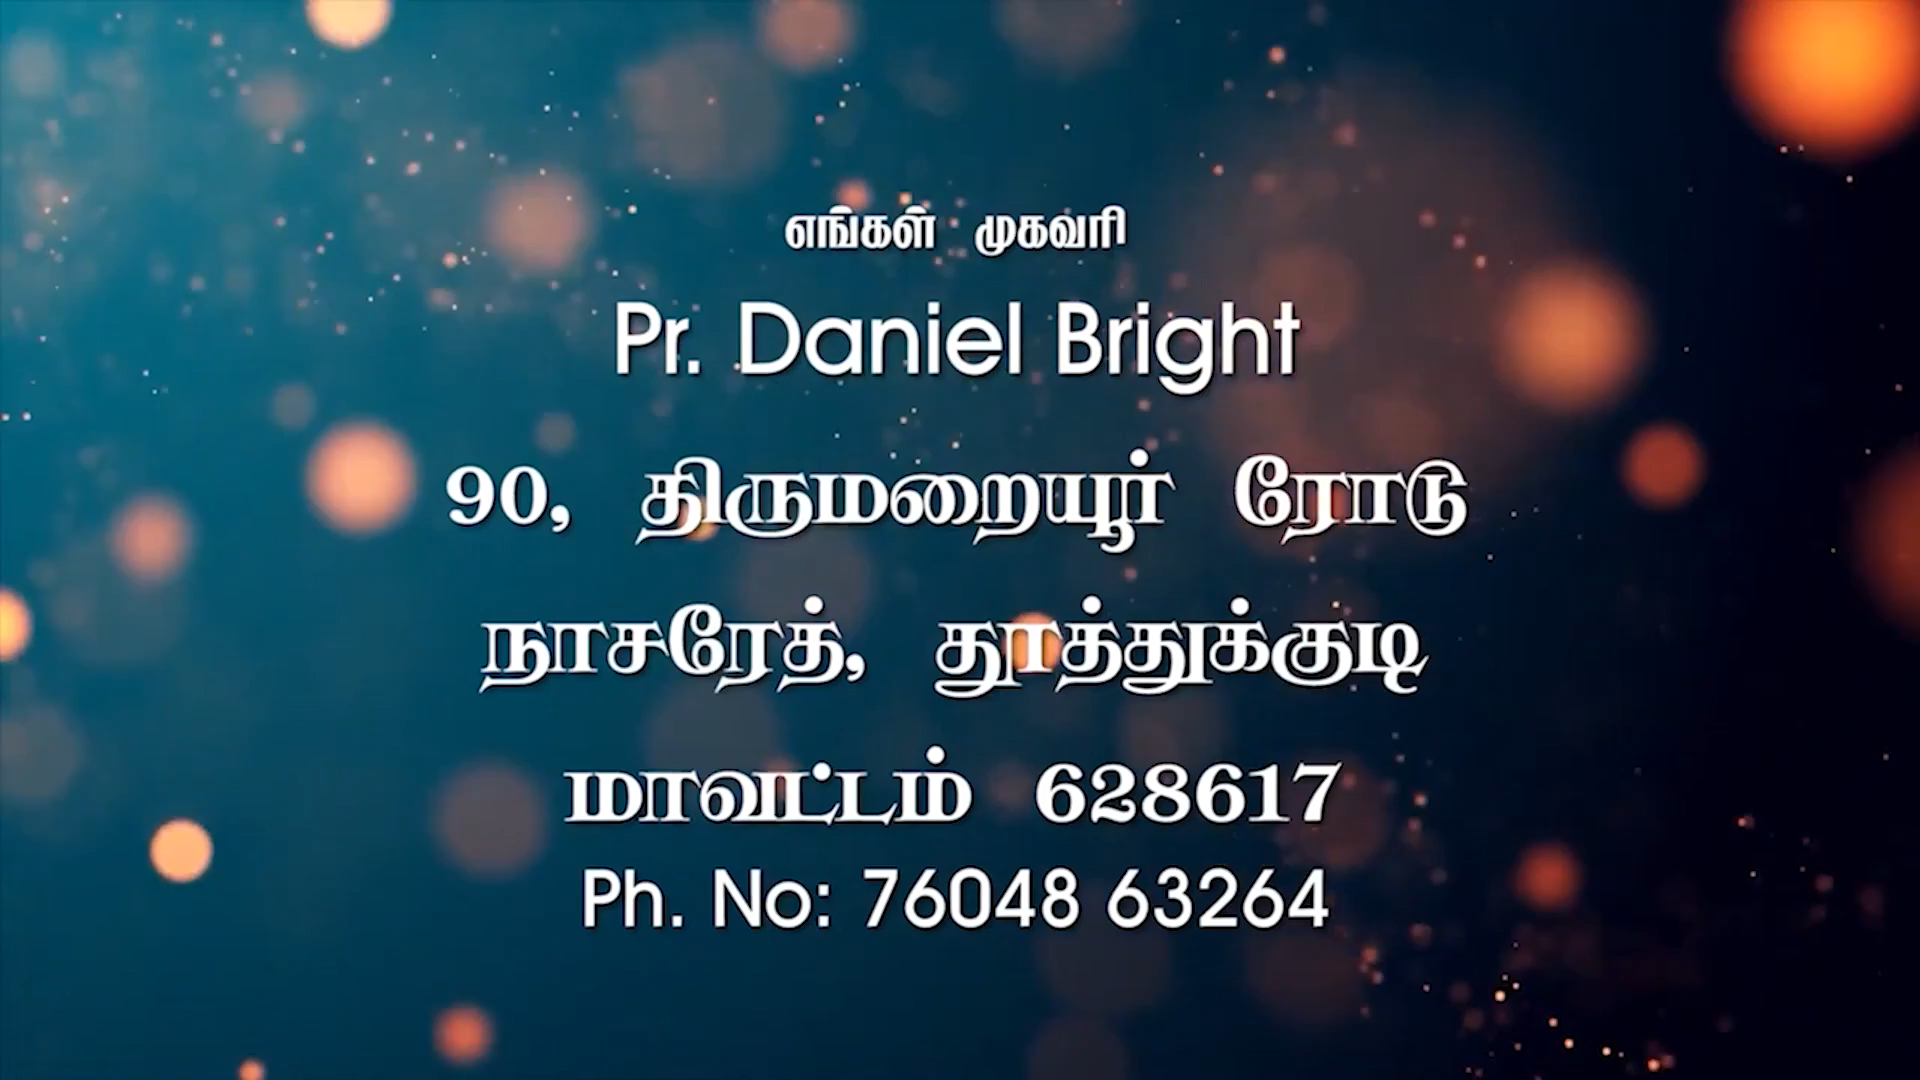 எங்கள் முகவரி
Pr. Daniel Bright
90, திருமறையூர் ரோடு
நாசரேத், தூத்துக்குடி
மாவட்டம் 628617
Ph. No: 76048 63264